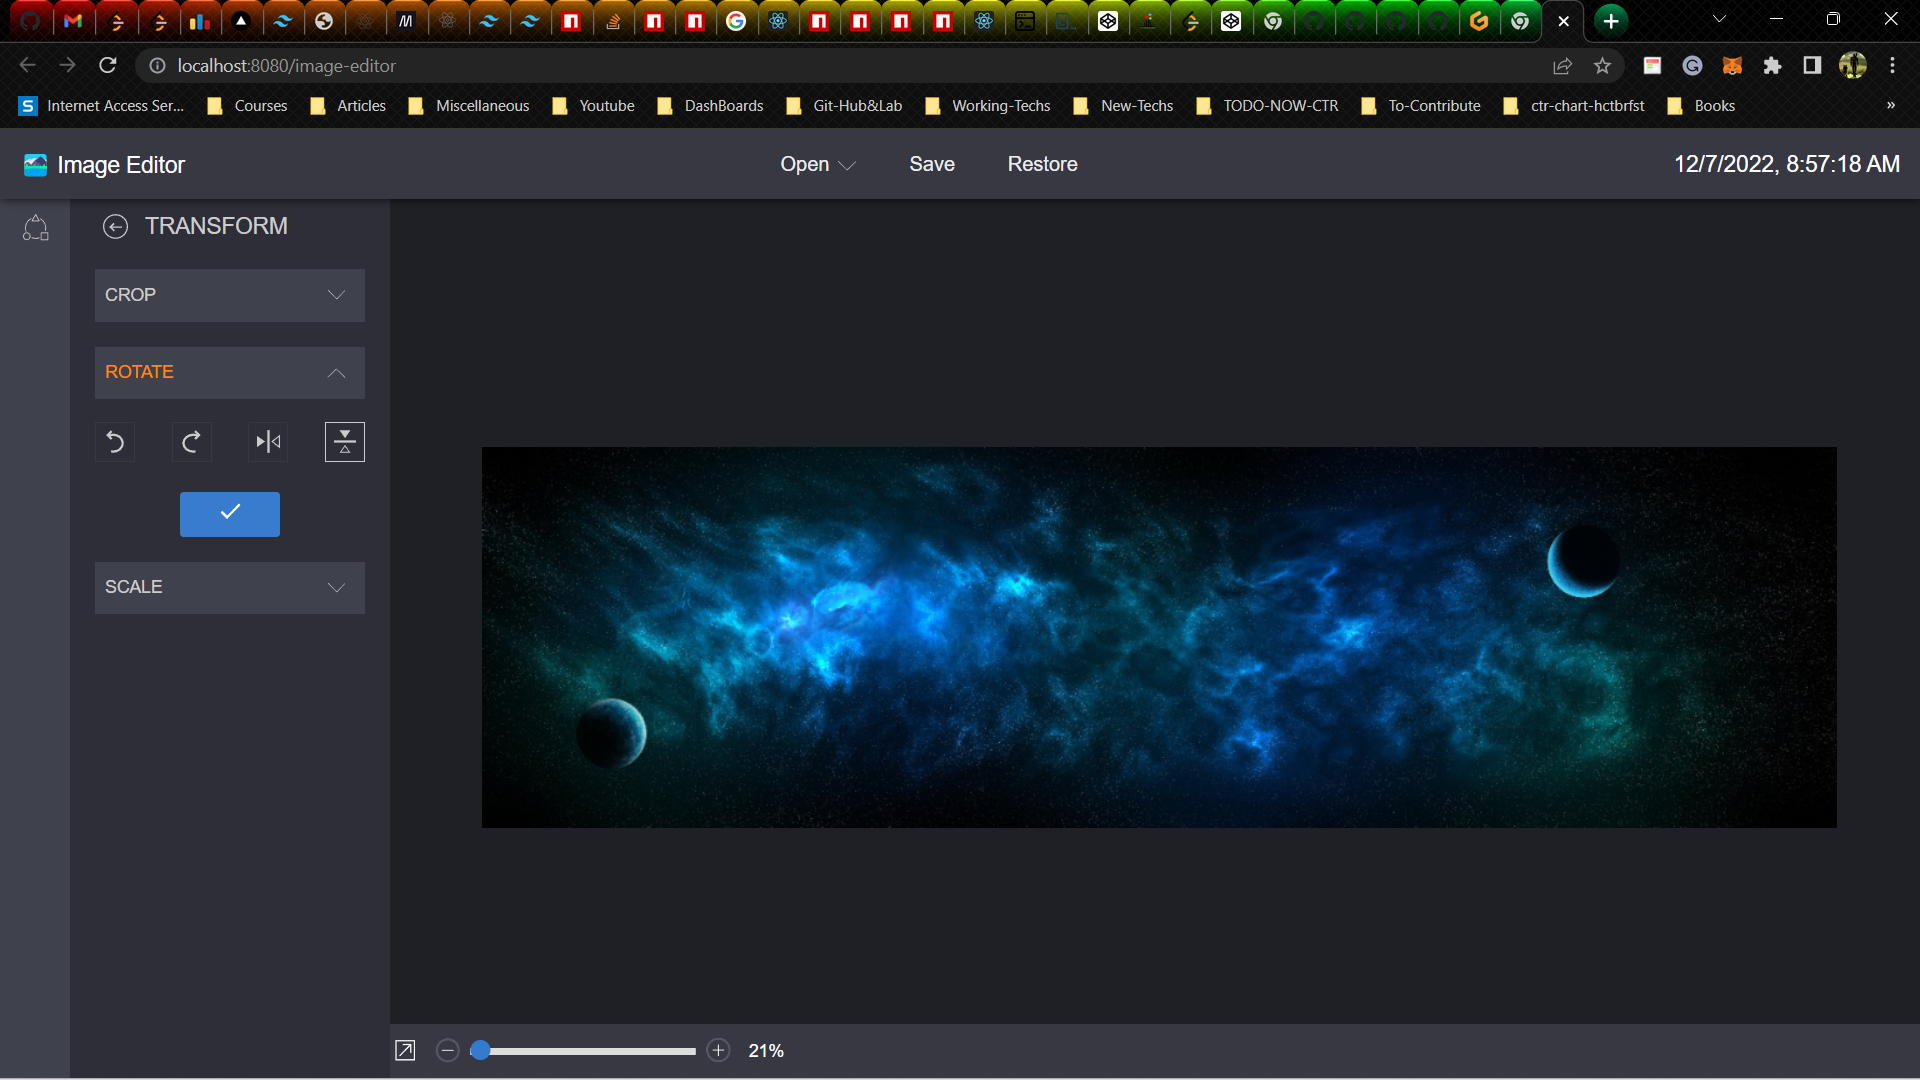 localhost:8080/image-editor
Internet Access Ser... Courses Articles Miscellaneous Youtube DashBoards Git-Hub&Lab Working-Techs New-Techs TODO-NOW-CTR To-Contribute ctr-chart-hctbrfst Books »
Image Editor Open Save Restore 12/7/2022, 8:57:18 AM
TRANSFORM
CROP
ROTATE
SCALE
21%